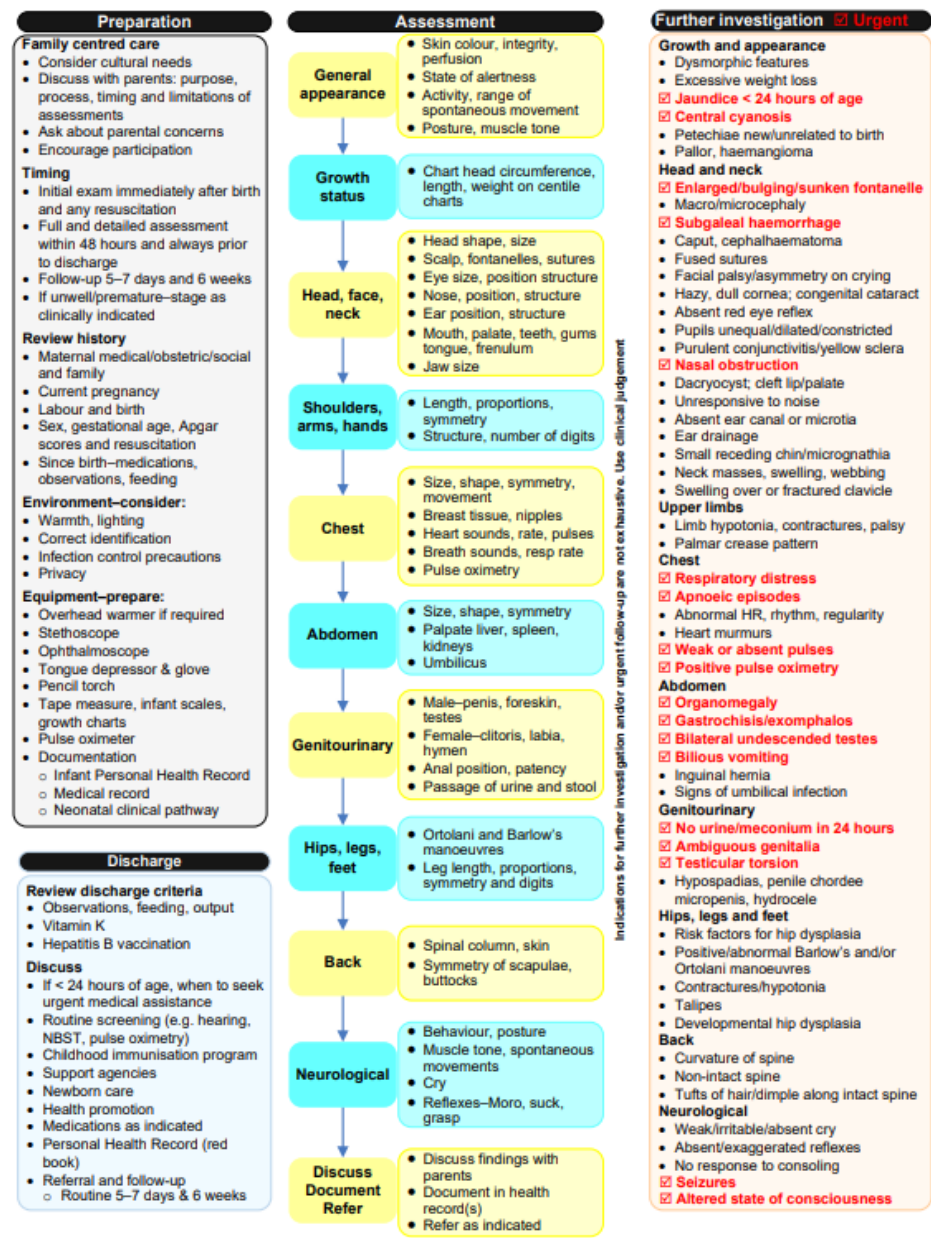 Preparation
Family centred care
• Consider cultural needs
• Discuss with parents: purpose,
process, timing and limitations of
assessments
• Ask about parental concerns
• Encourage participation
Timing
• Initial exam immediately after birth
and any resuscitation
• Full and detailed assessment
within 48 hours and always prior
to discharge
• Follow-up 5–7 days and 6 weeks
• If unwell/premature–stage as
clinically indicated
Review history
• Maternal medical/obstetric/social
and family
• Current pregnancy
• Labour and birth
• Sex, gestational age, Apgar
scores and resuscitation
• Since birth–medications,
observations, feeding
Environment–consider:
• Warmth, lighting
• Correct identification
• Infection control precautions
• Privacy
Equipment–prepare:
• Overhead warmer if required
• Stethoscope
• Ophthalmoscope
• Tongue depressor & glove
• Pencil torch
• Tape measure, infant scales,
growth charts
• Pulse oximeter
• Documentation
o Infant Personal Health Record
o Medical record
o Neonatal clinical pathway
Discharge
Review discharge criteria
• Observations, feeding, output
• Vitamin K
• Hepatitis B vaccination
Discuss
• If < 24 hours of age, when to seek
urgent medical assistance
• Routine screening (e.g. hearing,
NBST, pulse oximetry)
• Childhood immunisation program
• Support agencies
• Newborn care
• Health promotion
• Medications as indicated
• Personal Health Record (red
book)
• Referral and follow-up
o Routine 5–7 days & 6 weeks
Assessment
General
appearance
• Skin colour, integrity,
perfusion
• State of alertness
• Activity, range of
spontaneous movement
• Posture, muscle tone
Growth
status
• Chart head circumference,
length, weight on centile
charts
Head, face,
neck
• Head shape, size
• Scalp, fontanelles, sutures
• Eye size, position structure
• Nose, position, structure
• Ear position, structure
• Mouth, palate, teeth, gums
tongue, frenulum
• Jaw size
Shoulders,
arms, hands
• Length, proportions,
symmetry
• Structure, number of digits
Chest
• Size, shape, symmetry,
movement
• Breast tissue, nipples
• Heart sounds, rate, pulses
• Breath sounds, resp rate
• Pulse oximetry
Abdomen
• Size, shape, symmetry
• Palpate liver, spleen,
kidneys
• Umbilicus
Genitourinary
• Male–penis, foreskin,
testes
• Female–clitoris, labia,
hymen
• Anal position, patency
• Passage of urine and stool
Hips, legs,
feet
• Ortolani and Barlow's
manoeuvres
• Leg length, proportions,
symmetry and digits
Back
• Spinal column, skin
• Symmetry of scapulae,
buttocks
Neurological
• Behaviour, posture
• Muscle tone, spontaneous
movements
• Cry
• Reflexes–Moro, suck,
grasp
Discuss
Document
Refer
• Discuss findings with
parents
• Document in health
record(s)
• Refer as indicated
Indications for further investigation and/or urgent follow-up are not exhaustive. Use clinical judgement
Further investigation ☑ Urgent
Growth and appearance
• Dysmorphic features
• Excessive weight loss
☑ Jaundice < 24 hours of age
☑ Central cyanosis
• Petechiae new/unrelated to birth
• Pallor, haemangioma
Head and neck
☑ Enlarged/bulging/sunken fontanelle
• Macro/microcephaly
☑ Subgaleal haemorrhage
• Caput, cephalhaematoma
• Fused sutures
• Facial palsy/asymmetry on crying
• Hazy, dull cornea; congenital cataract
• Absent red eye reflex
• Pupils unequal/dilated/constricted
• Purulent conjunctivitis/yellow sclera
☑ Nasal obstruction
• Dacryocyst; cleft lip/palate
• Unresponsive to noise
• Absent ear canal or microtia
• Ear drainage
• Small receding chin/micrognathia
• Neck masses, swelling, webbing
• Swelling over or fractured clavicle
Upper limbs
• Limb hypotonia, contractures, palsy
• Palmar crease pattern
Chest
☑ Respiratory distress
☑ Apnoeic episodes
• Abnormal HR, rhythm, regularity
• Heart murmurs
☑ Weak or absent pulses
☑ Positive pulse oximetry
Abdomen
☑ Organomegaly
☑ Gastrochisis/exomphalos
☑ Bilateral undescended testes
☑ Bilious vomiting
• Inguinal hernia
• Signs of umbilical infection
Genitourinary
☑ No urine/meconium in 24 hours
☑ Ambiguous genitalia
☑ Testicular torsion
• Hypospadias, penile chordee
micropenis, hydrocele
Hips, legs and feet
• Risk factors for hip dysplasia
• Positive/abnormal Barlow's and/or
Ortolani manoeuvres
• Contractures/hypotonia
• Talipes
• Developmental hip dysplasia
Back
• Curvature of spine
• Non-intact spine
• Tufts of hair/dimple along intact spine
Neurological
• Weak/irritable/absent cry
• Absent/exaggerated reflexes
• No response to consoling
☑ Seizures
☑ Altered state of consciousness